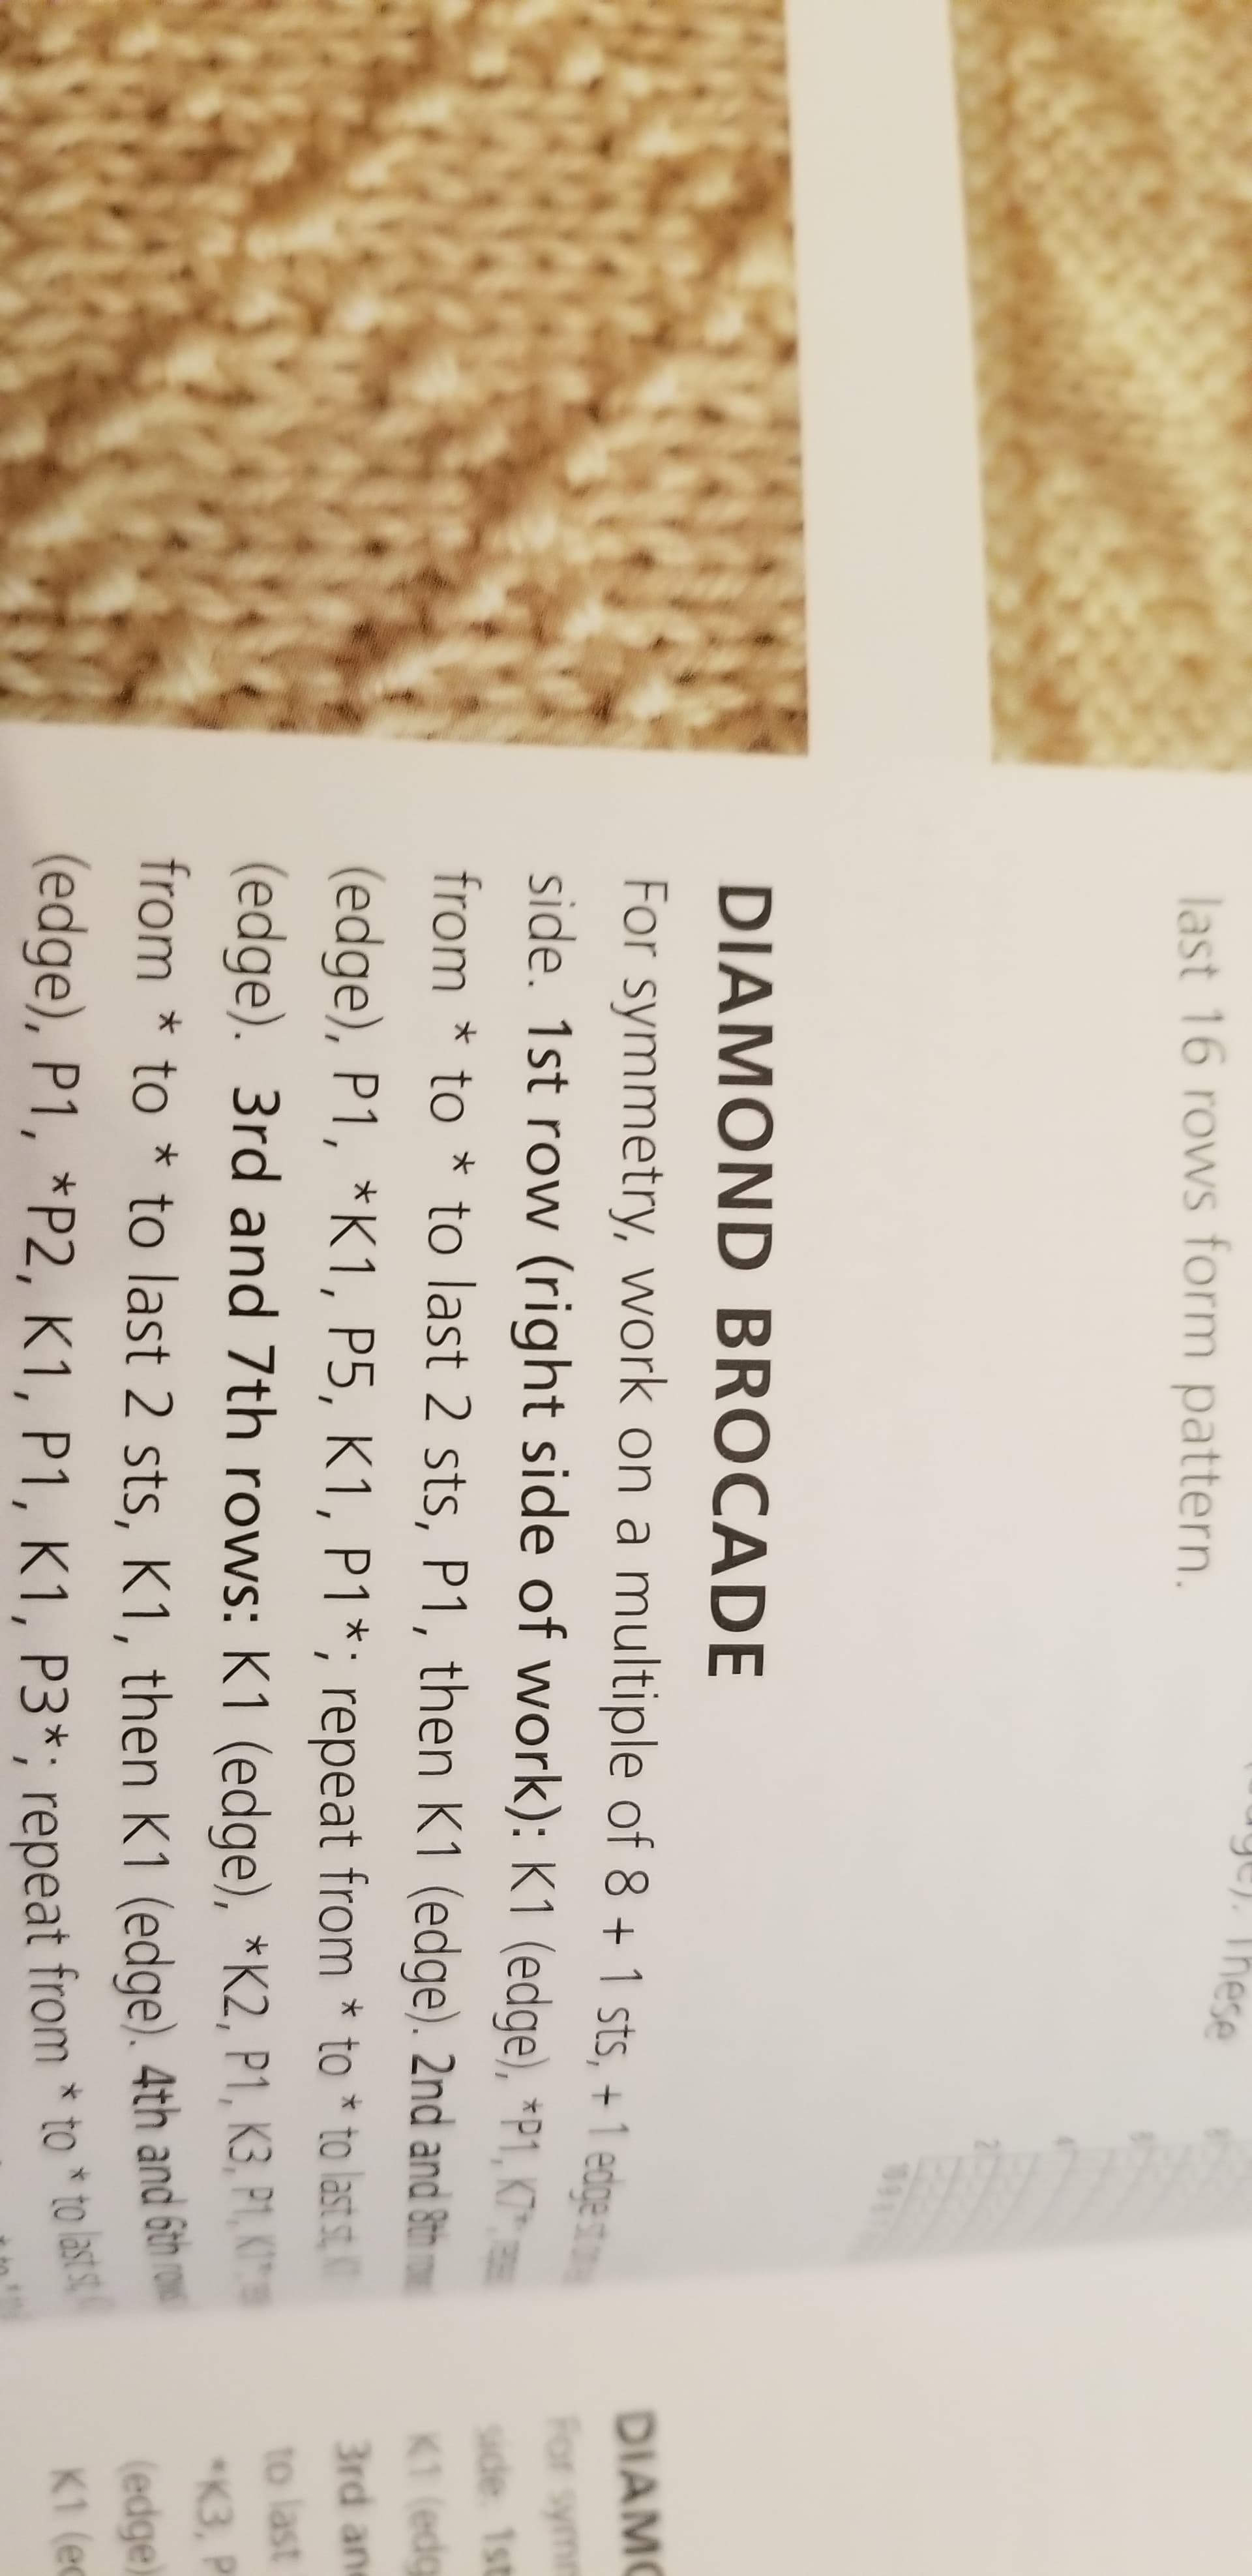 last 16 rows form pattern.
These
DIAMOND BROCADE
For symmetry, work on a multiple of 8 + 1 sts, + 1 edge st
side. 1st row (right side of work): K1 (edge), *P1, K7*;
from * to * to last 2 sts, P1, then K1 (edge). 2nd and 8th
(edge), P1, *K1, P5, K1, P1*; repeat from * to * to last st,
(edge). 3rd and 7th rows: K1 (edge), *K2, P1, K3, P1, K1*;
from * to * to last 2 sts, K1, then K1 (edge). 4th and 6th
(edge), P1, *P2, K1, P1, K1, P3*; repeat from * to * to last st,
DIAMO
For symm
side. 1st
K1 (edg
3rd an
to last
*K3, P
(edge)
K1 (ed